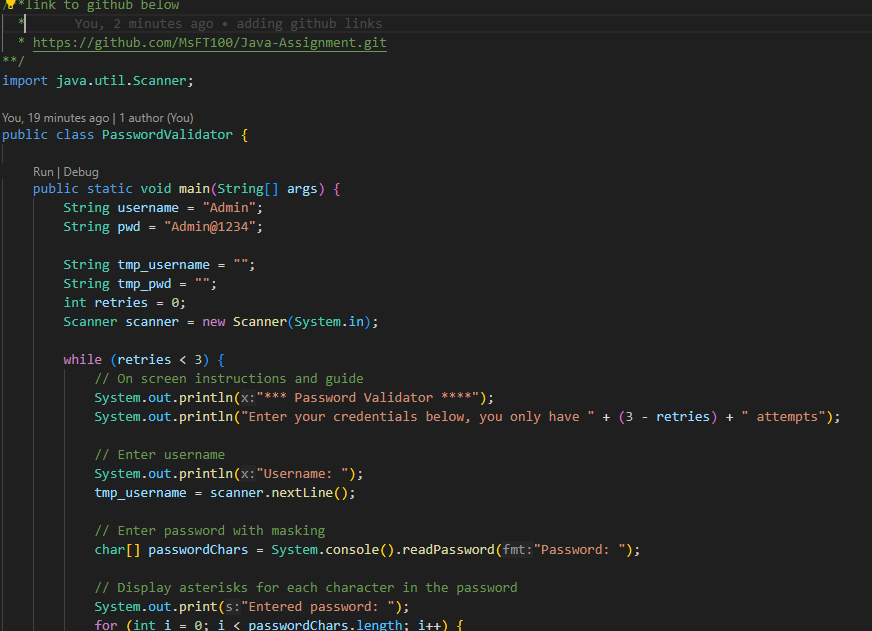 /**link to github below
* You, 2 minutes ago • adding github links
* https://github.com/MsFT100/Java-Assignment.git
**/
import java.util.Scanner;
You, 19 minutes ago | 1 author (You)
public class PasswordValidator {
Run | Debug
public static void main(String[] args) {
String username = "Admin";
String pwd = "Admin@1234";
String tmp_username = "";
String tmp_pwd = "";
int retries = 0;
Scanner scanner = new Scanner(System.in);
while (retries < 3) {
// On screen instructions and guide
System.out.println(x:"*** Password Validator ****");
System.out.println("Enter your credentials below, you only have " + (3 - retries) + " attempts");
// Enter username
System.out.println(x:"Username: ");
tmp_username = scanner.nextLine();
// Enter password with masking
char[] passwordChars = System.console().readPassword(fmt:"Password: ");
// Display asterisks for each character in the password
System.out.print(s:"Entered password: ");
for (int i = 0; i < passwordChars.length; i++) {